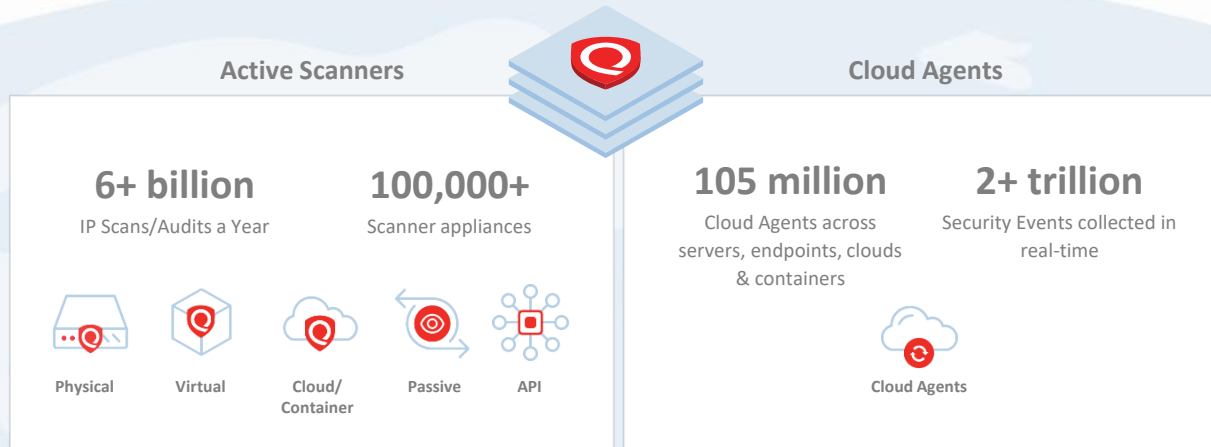 Active Scanners
6+ billion
IP Scans/Audits a Year
100,000+
Scanner appliances
Physical
Virtual
Cloud/
Container
Passive
API
Cloud Agents
105 million
Cloud Agents across
servers, endpoints, clouds
& containers
2+ trillion
Security Events collected in
real-time
Cloud Agents